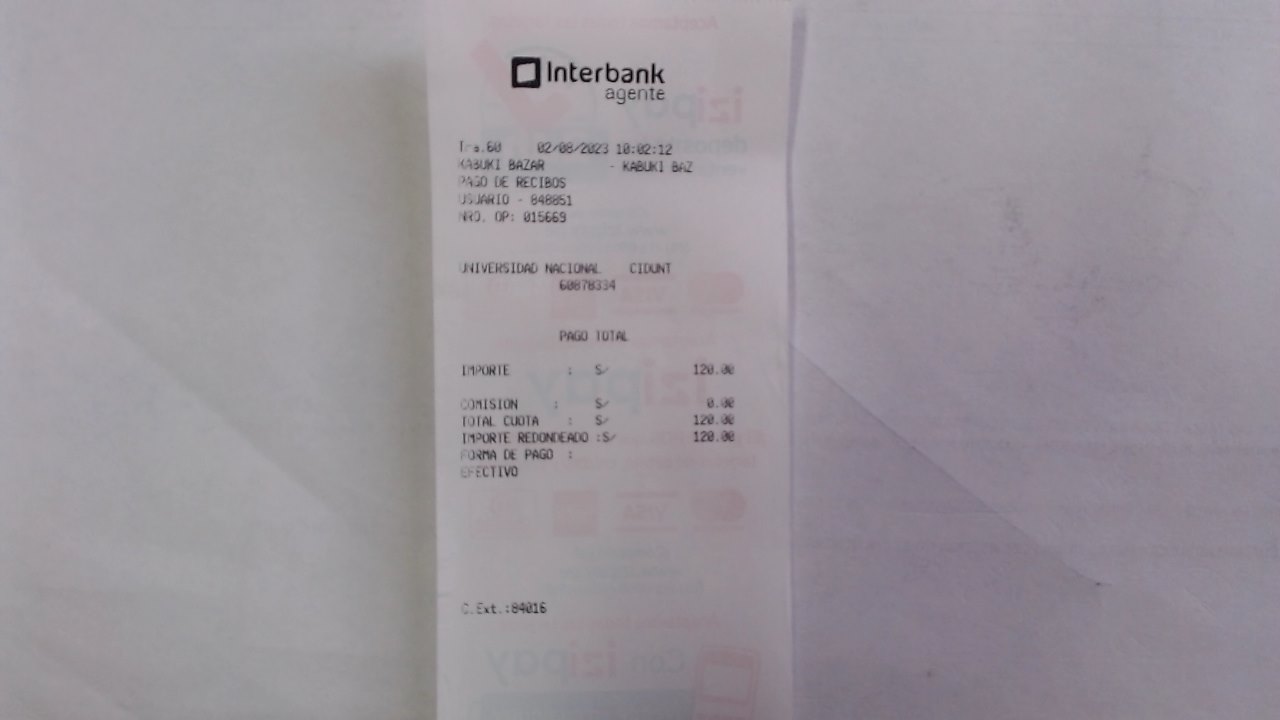 Interbank
agente
Tra.60 02/08/2023 10:02:12
KABUKI BAZAR - KABUKI BAZ
PAGO DE RECIBOS
USUARIO - 848851
NRO. OP: 015669
UNIVERSIDAD NACIONAL CIDUNT
60878334
PAGO TOTAL
IMPORTE : S/ 120.00
COMISION : S/ 0.00
TOTAL CUOTA : S/ 120.00
IMPORTE REDONDEADO :S/ 120.00
FORMA DE PAGO :
EFECTIVO
C.Ext.:84016